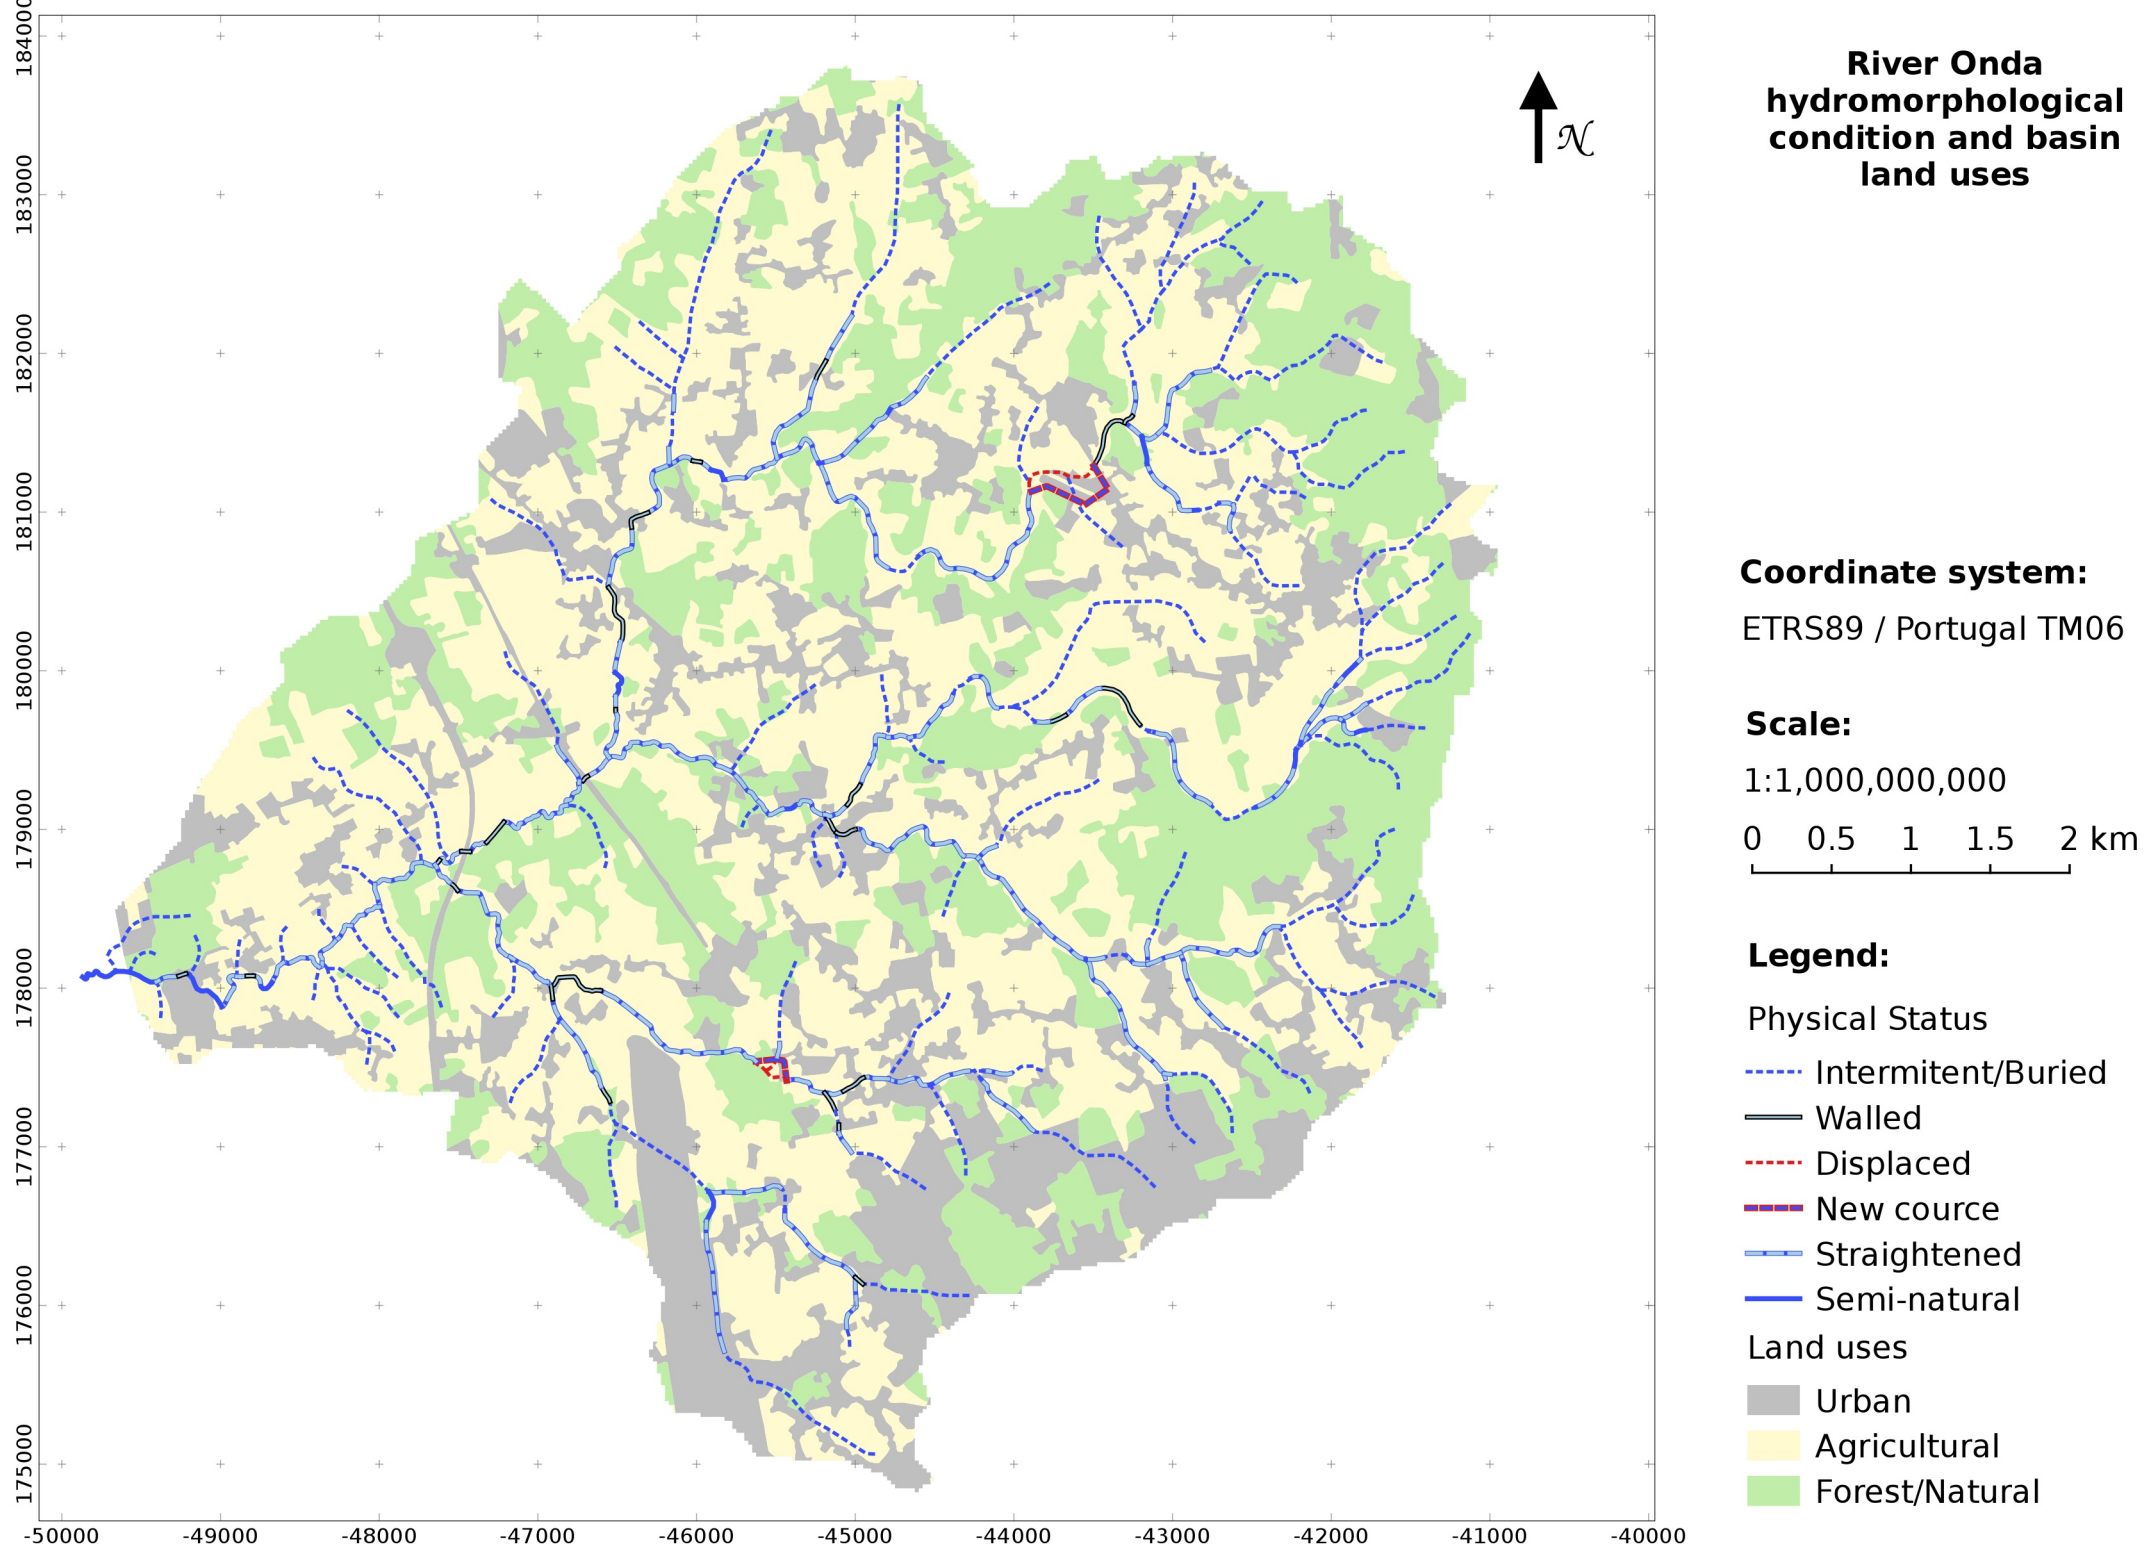 River Onda
hydromorphological
condition and basin
land uses
N
Coordinate system:
ETRS89 / Portugal TM06
Scale:
1:1,000,000,000
0 0.5 1 1.5 2 km
Legend:
Physical Status
Intermitent/Buried
Walled
Displaced
New cource
Straightened
Semi-natural
Land uses
Urban
Agricultural
Forest/Natural
184000
183000
182000
181000
180000
179000
178000
177000
176000
175000
-50000 -49000 -48000 -47000 -46000 -45000 -44000 -43000 -42000 -41000 -40000